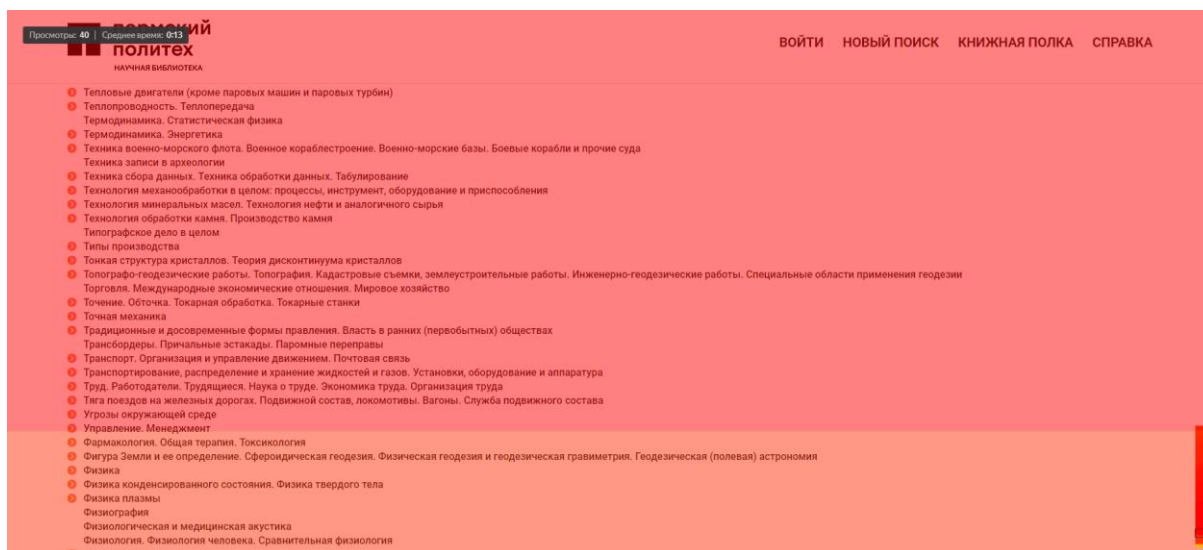 Просмотры: 40 | Среднее время: 0:13
политех
НАУЧНАЯ БИБЛИОТЕКА
ВОЙТИ НОВЫЙ ПОИСК КНИЖНАЯ ПОЛКА СПРАВКА
Тепловые двигатели (кроме паровых машин и паровых турбин)
Теплопроводность. Теплопередача
Термодинамика. Статистическая физика
Термодинамика. Энергетика
Техника военно-морского флота. Военное кораблестроение. Военно-морские базы. Боевые корабли и прочие суда
Техника записи в археологии
Техника сбора данных. Техника обработки данных. Табулирование
Технология механообработки в целом: процессы, инструмент, оборудование и приспособления
Технология минеральных масел. Технология нефти и аналогичного сырья
Технология обработки камня. Производство камня
Типографское дело в целом
Типы производства
Тонкая структура кристаллов. Теория дисконтинуума кристаллов
Топографо-геодезические работы. Топография. Кадастровые съемки, землеустроительные работы. Инженерно-геодезические работы. Специальные области применения геодезии
Торговля. Международные экономические отношения. Мировое хозяйство
Точение. Обточка. Токарная обработка. Токарные станки
Точная механика
Традиционные и досовременные формы правления. Власть в ранних (первобытных) обществах
Трансбордеры. Причальные эстакады. Паромные переправы
Транспорт. Организация и управление движением. Почтовая связь
Транспортирование, распределение и хранение жидкостей и газов. Установки, оборудование и аппаратура
Труд. Работодатели. Трудящиеся. Наука о труде. Экономика труда. Организация труда
Тяга поездов на железных дорогах. Подвижной состав, локомотивы. Вагоны. Служба подвижного состава
Угрозы окружающей среде
Управление. Менеджмент
Фармакология. Общая терапия. Токсикология
Фигура Земли и ее определение. Сфероидическая геодезия. Физическая геодезия и геодезическая гравиметрия. Геодезическая (полевая) астрономия
Физика
Физика конденсированного состояния. Физика твердого тела
Физика плазмы
Физиография
Физиологическая и медицинская акустика
Физиология. Физиология человека. Сравнительная физиология